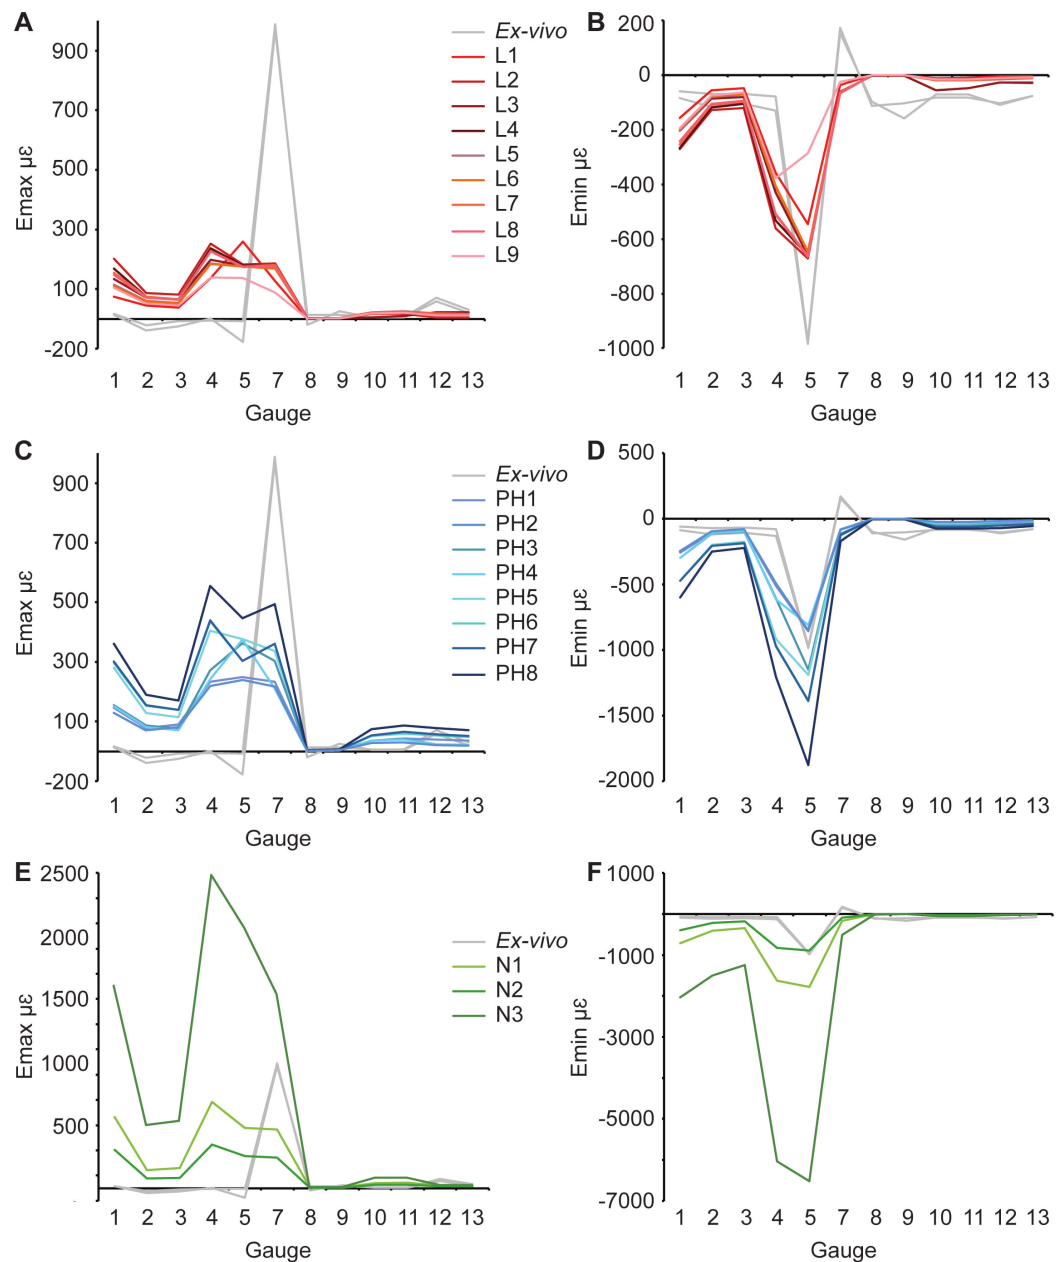 A
Emax µε
900
700
500
300
100
-200
1 2 3 4 5 7 8 9 10 11 12 13
Gauge
Ex-vivo
L1
L2
L3
L4
L5
L6
L7
L8
L9
B
Emin µε
200
0
-200
-400
-600
-800
-1000
1 2 3 4 5 7 8 9 10 11 12 13
Gauge
C
Emax µε
900
700
500
300
100
-200
1 2 3 4 5 7 8 9 10 11 12 13
Gauge
Ex-vivo
PH1
PH2
PH3
PH4
PH5
PH6
PH7
PH8
D
Emin µε
500
0
-500
-1000
-1500
-2000
1 2 3 4 5 7 8 9 10 11 12 13
Gauge
E
Emax µε
2500
2000
1500
1000
500
1 2 3 4 5 7 8 9 10 11 12 13
Gauge
Ex-vivo
N1
N2
N3
F
Emin µε
1000
-1000
-3000
-5000
-7000
1 2 3 4 5 7 8 9 10 11 12 13
Gauge